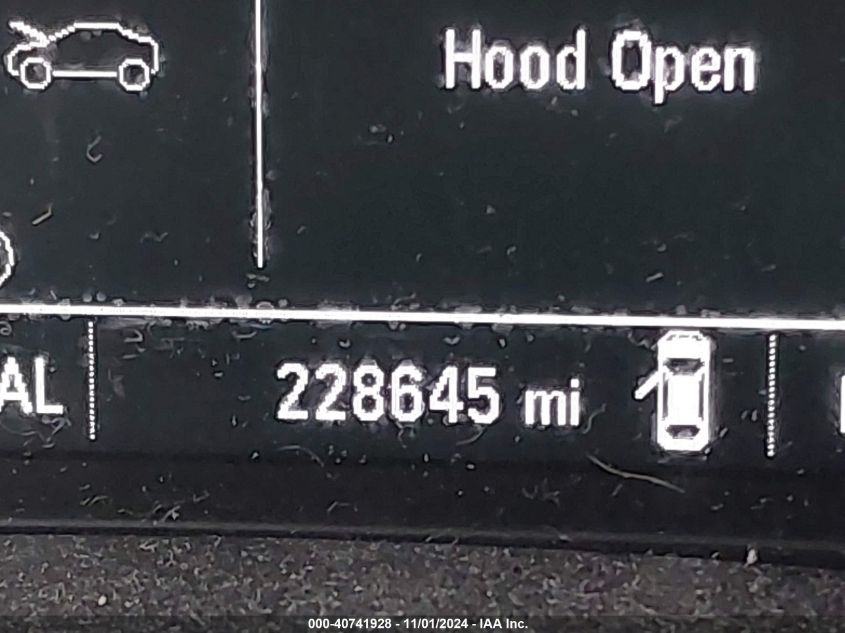 Hood Open
AL
228645 mi
000-40741928 - 11/01/2024 - IAA Inc.